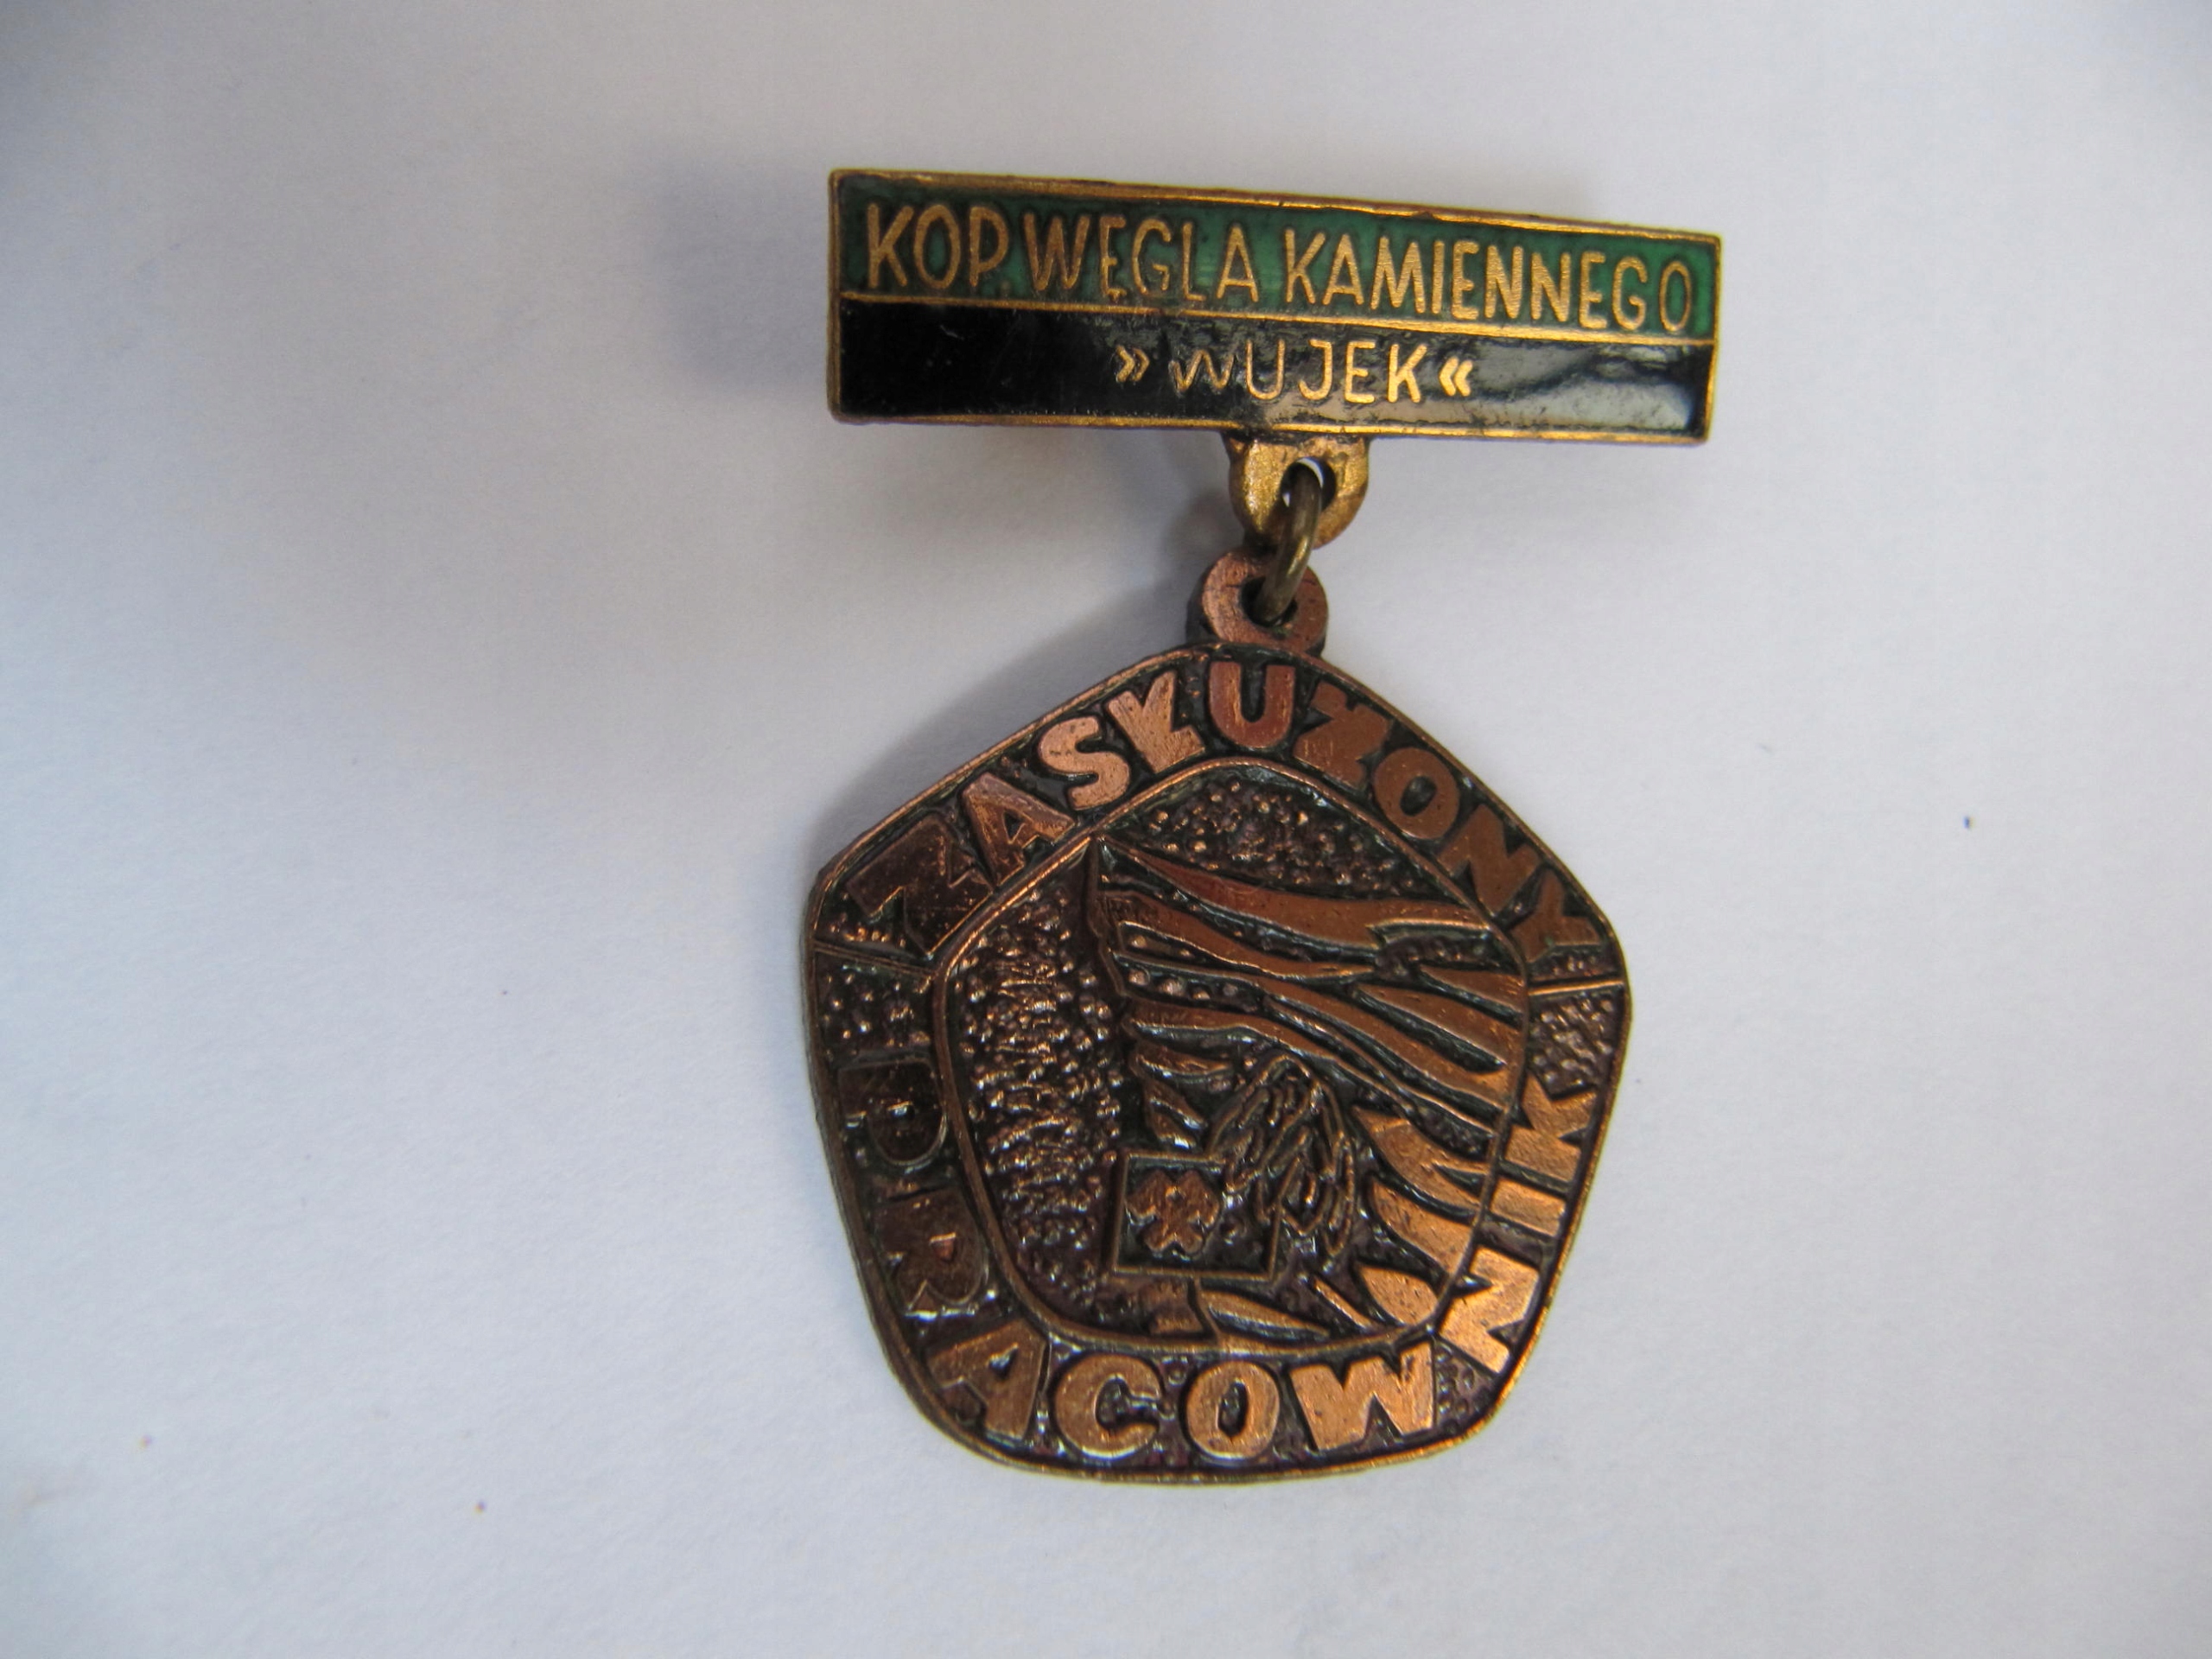 KOP. WĘGLA KAMIENNEGO
»WUJEK«
ZASŁUŻONY
PRACOWNIK